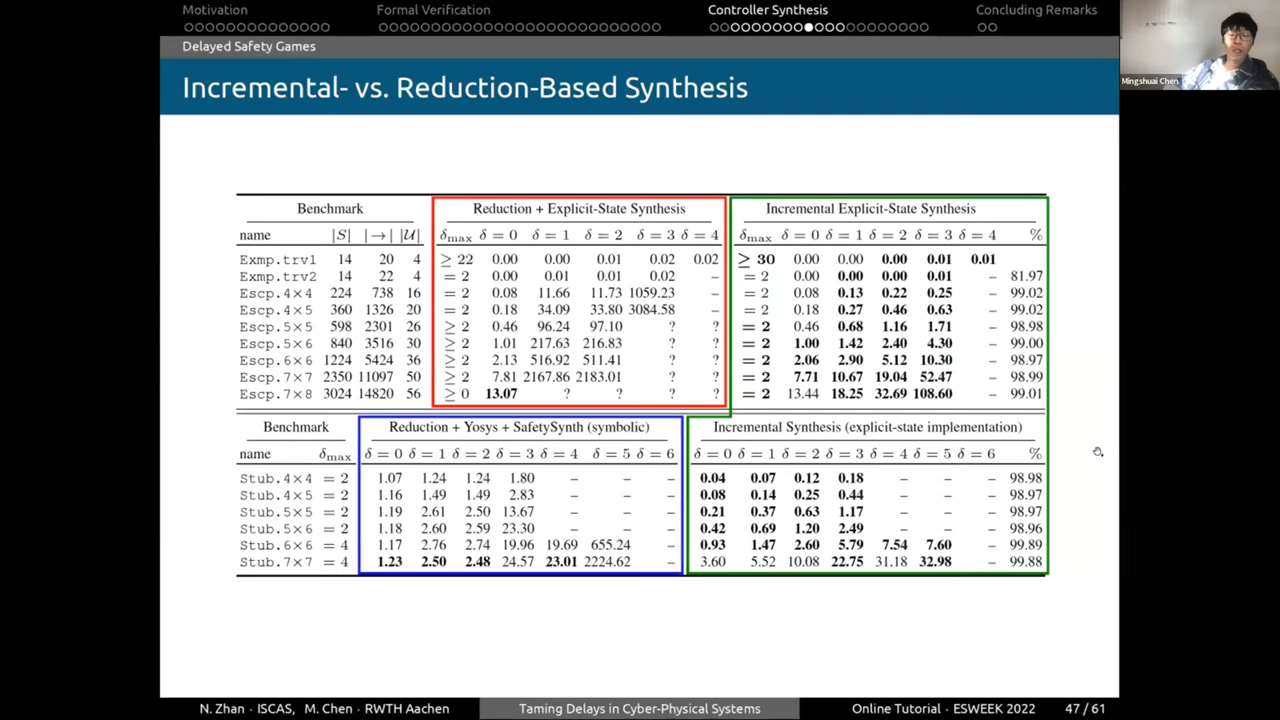 Motivation Formal Verification Controller Synthesis Concluding Remarks
Delayed Safety Games
Incremental- vs. Reduction-Based Synthesis
Mingshuai Chen
Benchmark Reduction + Explicit-State Synthesis Incremental Explicit-State Synthesis
name |S| |→| |U| δmax δ = 0 δ = 1 δ = 2 δ = 3 δ = 4 δmax δ = 0 δ = 1 δ = 2 δ = 3 δ = 4 %
Exmp.trv1 14 20 4 ≥ 22 0.00 0.00 0.01 0.02 0.02 ≥ 30 0.00 0.00 0.00 0.01 0.01
Exmp.trv2 14 22 4 = 2 0.00 0.01 0.01 0.02 – = 2 0.00 0.00 0.00 0.01 – 81.97
Escp.4×4 224 738 16 = 2 0.08 11.66 11.73 1059.23 – = 2 0.08 0.13 0.22 0.25 – 99.02
Escp.4×5 360 1326 20 = 2 0.18 34.09 33.80 3084.58 – = 2 0.18 0.27 0.46 0.63 – 99.02
Escp.5×5 598 2301 26 ≥ 2 0.46 96.24 97.10 ? ? = 2 0.46 0.68 1.16 1.71 – 98.98
Escp.5×6 840 3516 30 ≥ 2 1.01 217.63 216.83 ? ? = 2 1.00 1.42 2.40 4.30 – 99.00
Escp.6×6 1224 5424 36 ≥ 2 2.13 516.92 511.41 ? ? = 2 2.06 2.90 5.12 10.30 – 98.97
Escp.7×7 2350 11097 50 ≥ 2 7.81 2167.86 2183.01 ? ? = 2 7.71 10.67 19.04 52.47 – 98.99
Escp.7×8 3024 14820 56 ≥ 0 13.07 ? ? ? ? = 2 13.44 18.25 32.69 108.60 – 99.01
Benchmark Reduction + Yosys + SafetySynth (symbolic) Incremental Synthesis (explicit-state implementation)
name δmax δ = 0 δ = 1 δ = 2 δ = 3 δ = 4 δ = 5 δ = 6 δ = 0 δ = 1 δ = 2 δ = 3 δ = 4 δ = 5 δ = 6 %
Stub.4×4 = 2 1.07 1.24 1.24 1.80 – – – 0.04 0.07 0.12 0.18 – – – 98.98
Stub.4×5 = 2 1.16 1.49 1.49 2.83 – – – 0.08 0.14 0.25 0.44 – – – 98.97
Stub.5×5 = 2 1.19 2.61 2.50 13.67 – – – 0.21 0.37 0.63 1.17 – – – 98.97
Stub.5×6 = 2 1.18 2.60 2.59 23.30 – – – 0.42 0.69 1.20 2.49 – – – 98.96
Stub.6×6 = 4 1.17 2.76 2.74 19.96 19.69 655.24 – 0.93 1.47 2.60 5.79 7.54 7.60 – 99.89
Stub.7×7 = 4 1.23 2.50 2.48 24.57 23.01 2224.62 – 3.60 5.52 10.08 22.75 31.18 32.98 – 99.88
N. Zhan · ISCAS, M. Chen · RWTH Aachen Taming Delays in Cyber-Physical Systems Online Tutorial · ESWEEK 2022 47 / 61